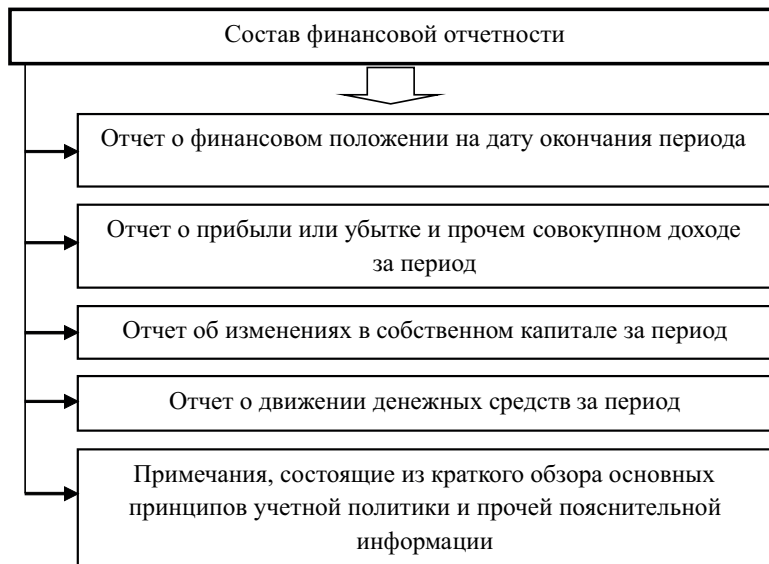 Состав финансовой отчетности
Отчет о финансовом положении на дату окончания периода
Отчет о прибыли или убытке и прочем совокупном доходе
за период
Отчет об изменениях в собственном капитале за период
Отчет о движении денежных средств за период
Примечания, состоящие из краткого обзора основных
принципов учетной политики и прочей пояснительной
информации